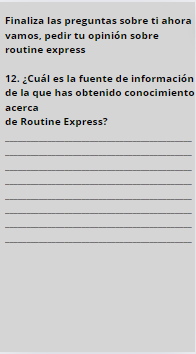 Finaliza las preguntas sobre ti ahora
vamos, pedir tu opinión sobre
routine express
12. ¿Cuál es la fuente de información
de la que has obtenido conocimiento
acerca
de Routine Express?